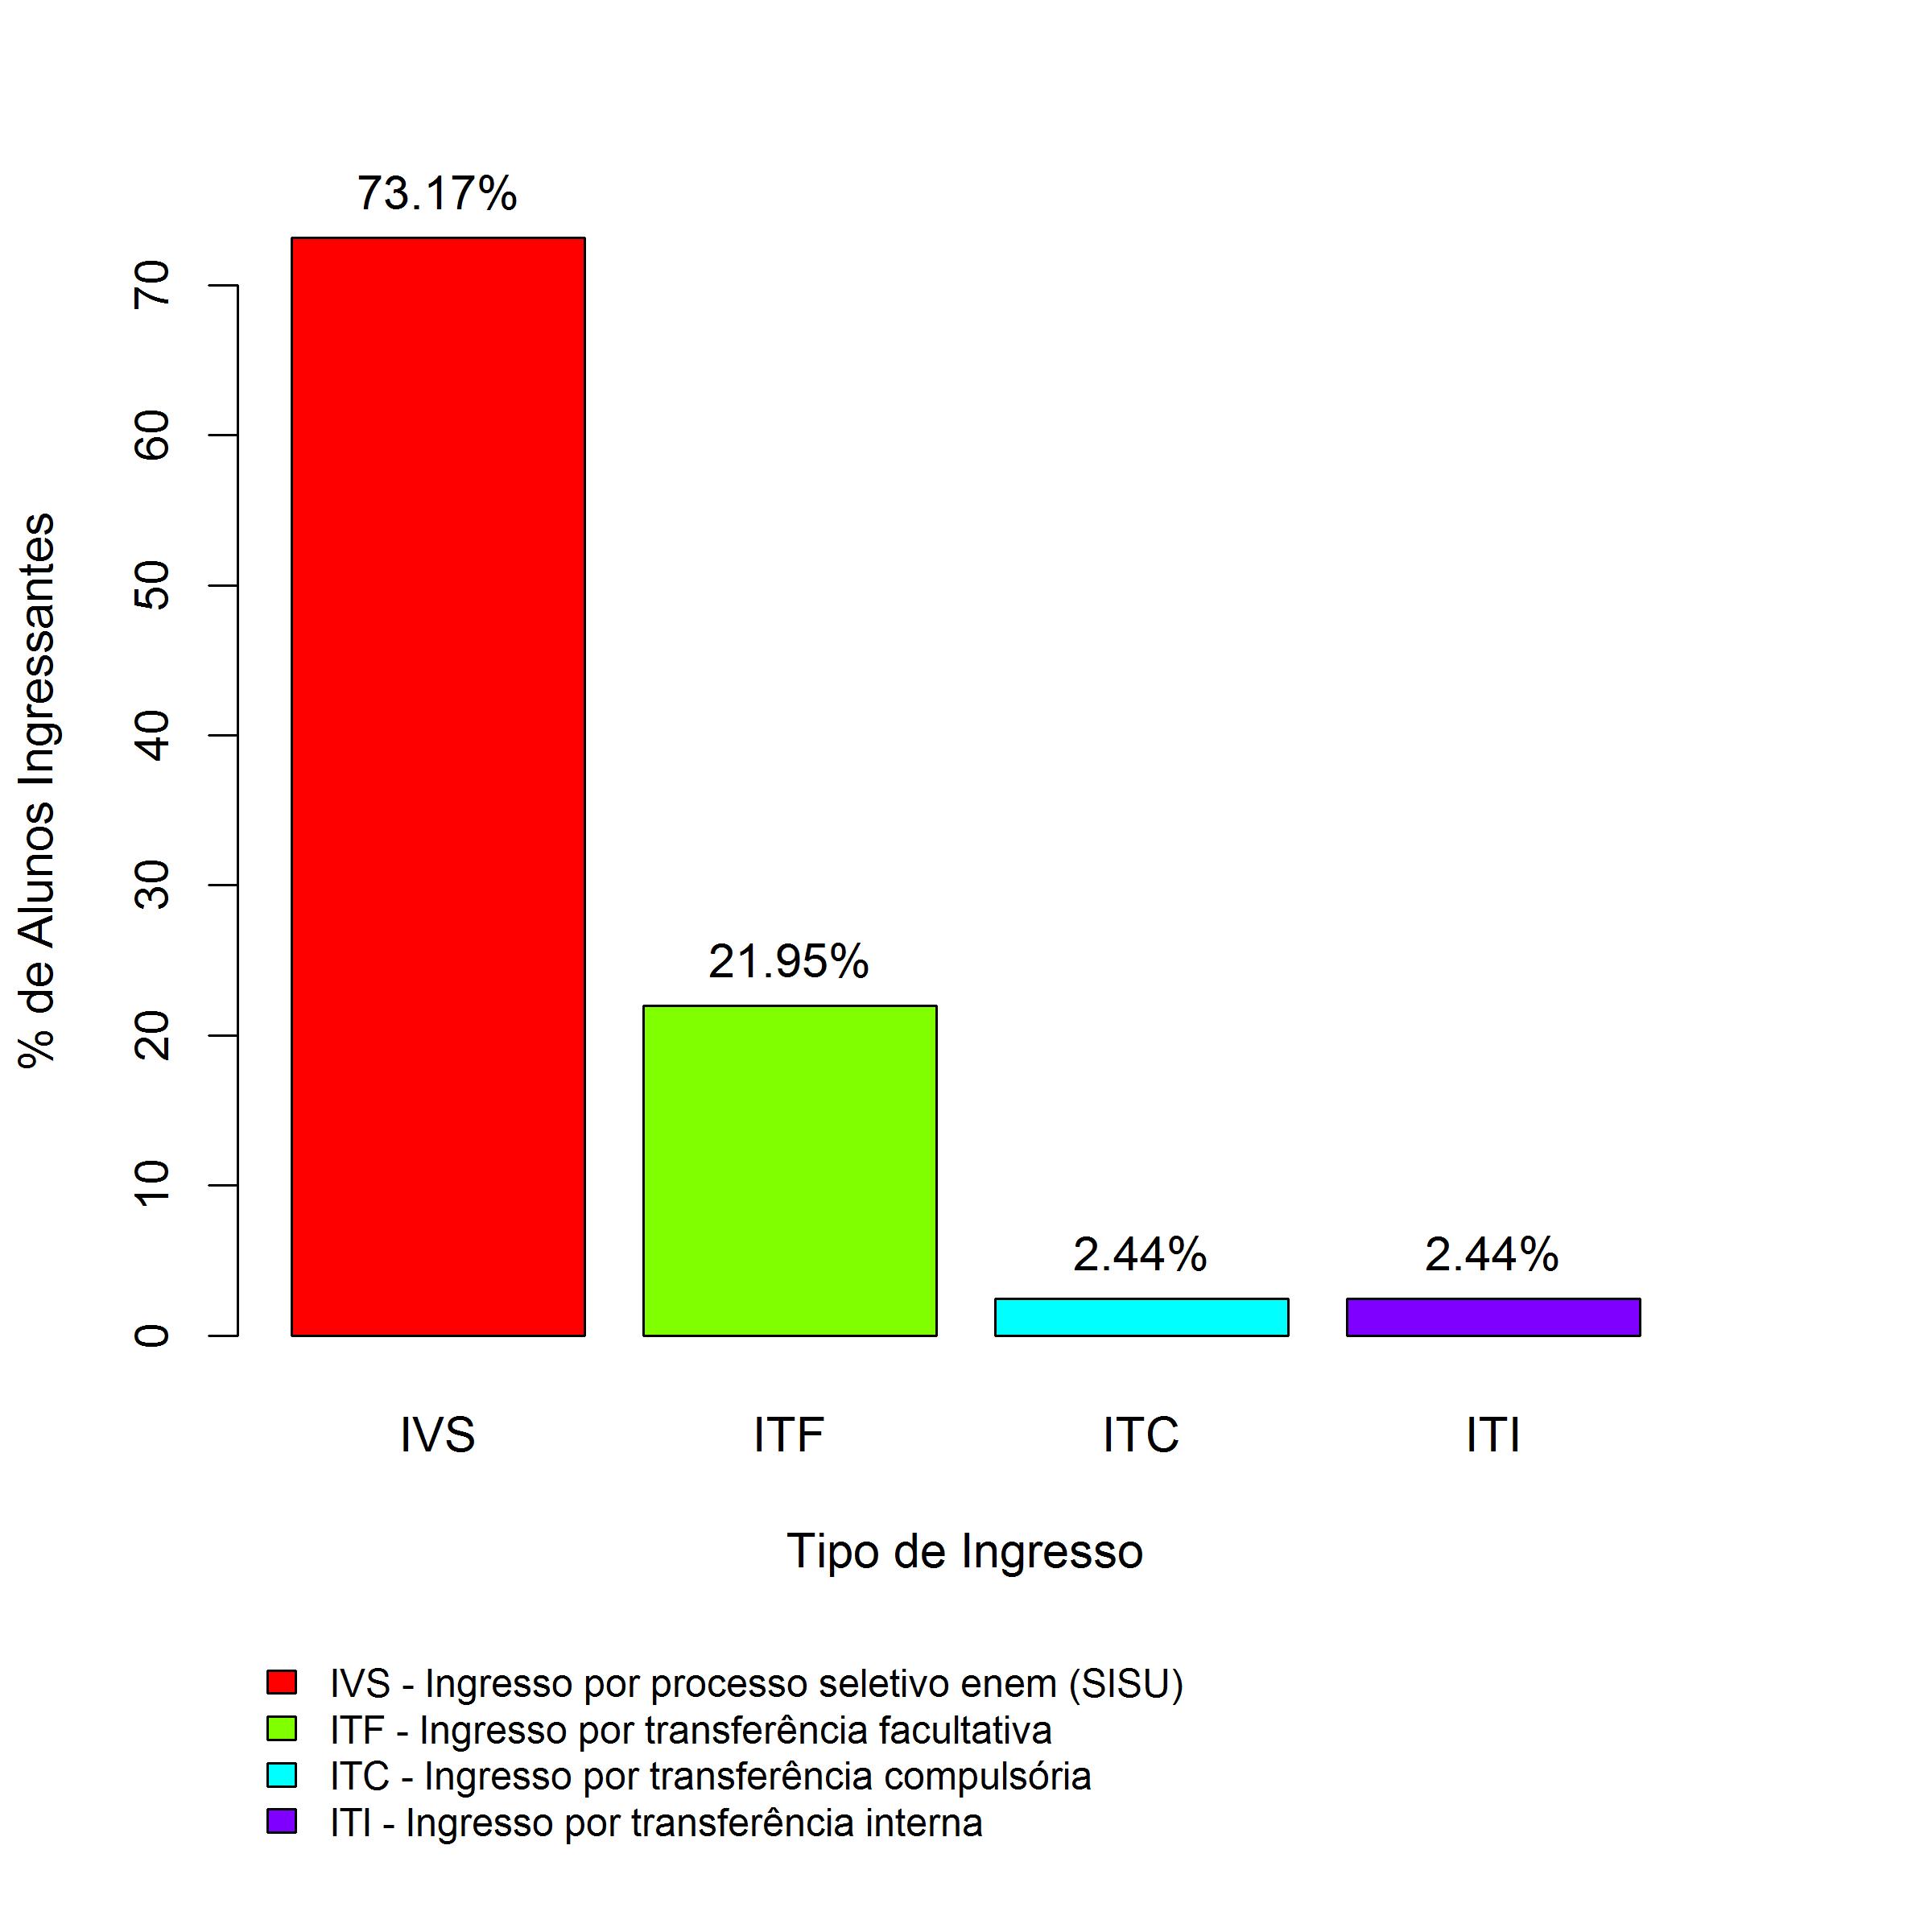 73.17%
21.95%
2.44%
2.44%
% de Alunos Ingressantes
70
60
50
40
30
20
10
0
IVS
ITF
ITC
ITI
Tipo de Ingresso
IVS - Ingresso por processo seletivo enem (SISU)
ITF - Ingresso por transferência facultativa
ITC - Ingresso por transferência compulsória
ITI - Ingresso por transferência interna